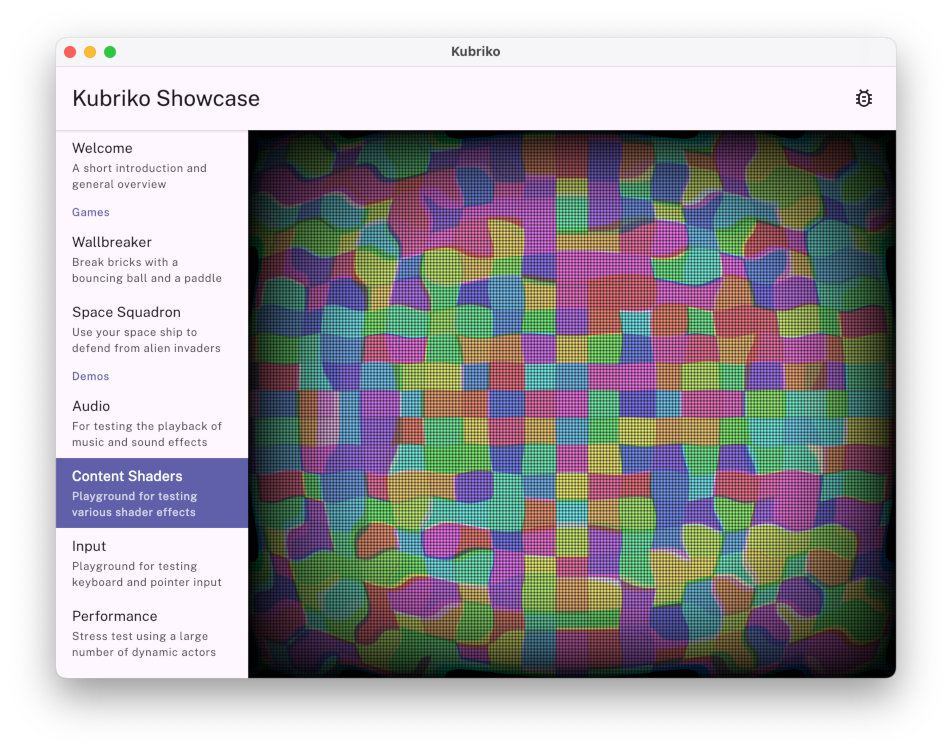 Kubriko
Kubriko Showcase
Welcome
A short introduction and
general overview
Games
Wallbreaker
Break bricks with a
bouncing ball and a paddle
Space Squadron
Use your space ship to
defend from alien invaders
Demos
Audio
For testing the playback of
music and sound effects
Content Shaders
Playground for testing
various shader effects
Input
Playground for testing
keyboard and pointer input
Performance
Stress test using a large
number of dynamic actors